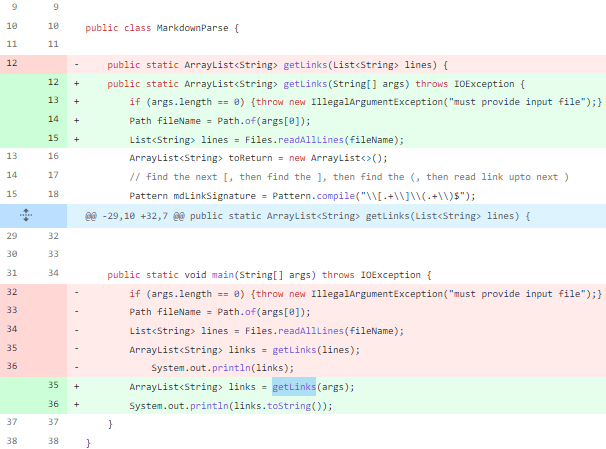 9 9
10 10 public class MarkdownParse {
11 11
12 - public static ArrayList<String> getLinks(List<String> lines) {
12 + public static ArrayList<String> getLinks(String[] args) throws IOException {
13 + if (args.length == 0) {throw new IllegalArgumentException("must provide input file");}
14 + Path fileName = Path.of(args[0]);
15 + List<String> lines = Files.readAllLines(fileName);
13 16 ArrayList<String> toReturn = new ArrayList<>();
14 17 // find the next [, then find the ], then find the (, then read link upto next )
15 18 Pattern mdLinkSignature = Pattern.compile("\\[.+\\]\\(.+\\)$");
@@ -29,10 +32,7 @@ public static ArrayList<String> getLinks(List<String> lines) {
29 32
30 33
31 34 public static void main(String[] args) throws IOException {
32 - if (args.length == 0) {throw new IllegalArgumentException("must provide input file");}
33 - Path fileName = Path.of(args[0]);
34 - List<String> lines = Files.readAllLines(fileName);
35 - ArrayList<String> links = getLinks(lines);
36 - System.out.println(links);
35 + ArrayList<String> links = getLinks(args);
36 + System.out.println(links.toString());
37 37 }
38 38 }